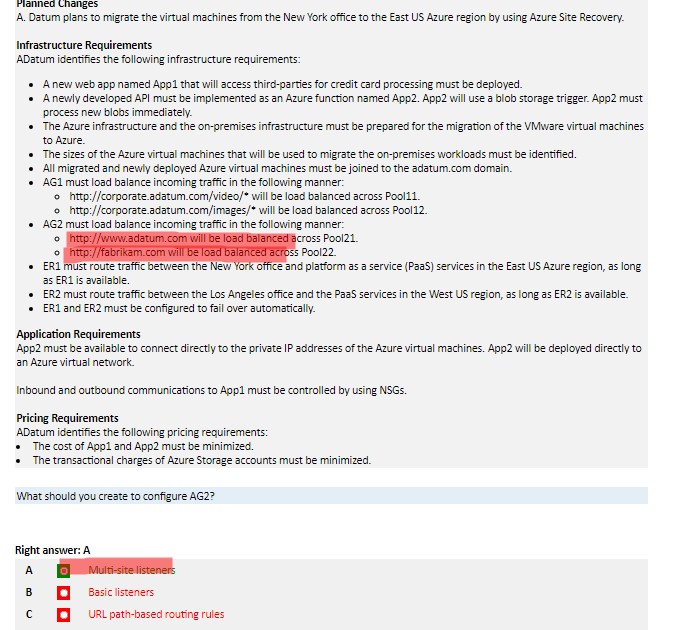 Planned Changes
A. Datum plans to migrate the virtual machines from the New York office to the East US Azure region by using Azure Site Recovery.
Infrastructure Requirements
ADatum identifies the following infrastructure requirements:
• A new web app named App1 that will access third-parties for credit card processing must be deployed.
• A newly developed API must be implemented as an Azure function named App2. App2 will use a blob storage trigger. App2 must
process new blobs immediately.
• The Azure infrastructure and the on-premises infrastructure must be prepared for the migration of the VMware virtual machines
to Azure.
• The sizes of the Azure virtual machines that will be used to migrate the on-premises workloads must be identified.
• All migrated and newly deployed Azure virtual machines must be joined to the adatum.com domain.
• AG1 must load balance incoming traffic in the following manner:
o http://corporate.adatum.com/video/* will be load balanced across Pool11.
o http://corporate.adatum.com/images/* will be load balanced across Pool12.
• AG2 must load balance incoming traffic in the following manner:
o http://www.adatum.com will be load balanced across Pool21.
o http://fabrikam.com will be load balanced across Pool22.
• ER1 must route traffic between the New York office and platform as a service (PaaS) services in the East US Azure region, as long
as ER1 is available.
• ER2 must route traffic between the Los Angeles office and the PaaS services in the West US region, as long as ER2 is available.
• ER1 and ER2 must be configured to fail over automatically.
Application Requirements
App2 must be available to connect directly to the private IP addresses of the Azure virtual machines. App2 will be deployed directly to
an Azure virtual network.
Inbound and outbound communications to App1 must be controlled by using NSGs.
Pricing Requirements
ADatum identifies the following pricing requirements:
• The cost of App1 and App2 must be minimized.
• The transactional charges of Azure Storage accounts must be minimized.
What should you create to configure AG2?
Right answer: A
A Multi-site listeners
B Basic listeners
C URL path-based routing rules